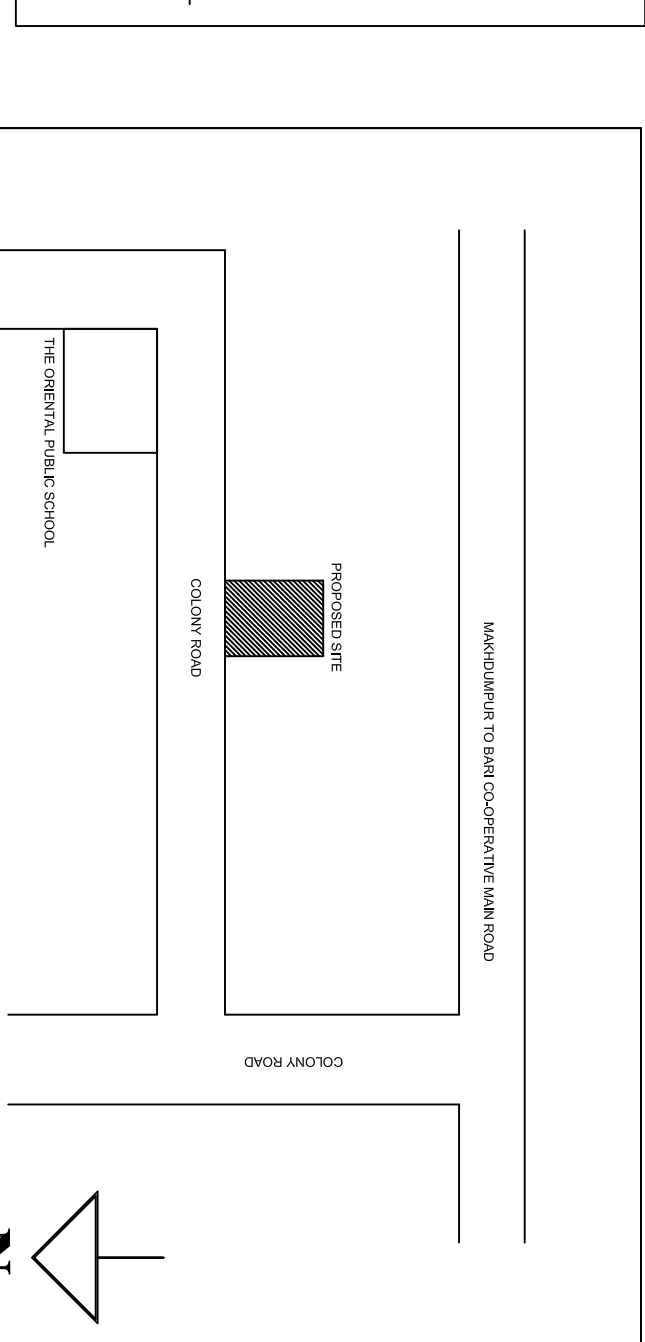 MAKHDUMPUR TO BARI CO-OPERATIVE MAIN ROAD
PROPOSED SITE
COLONY ROAD
THE ORIENTAL PUBLIC SCHOOL
COLONY ROAD
N